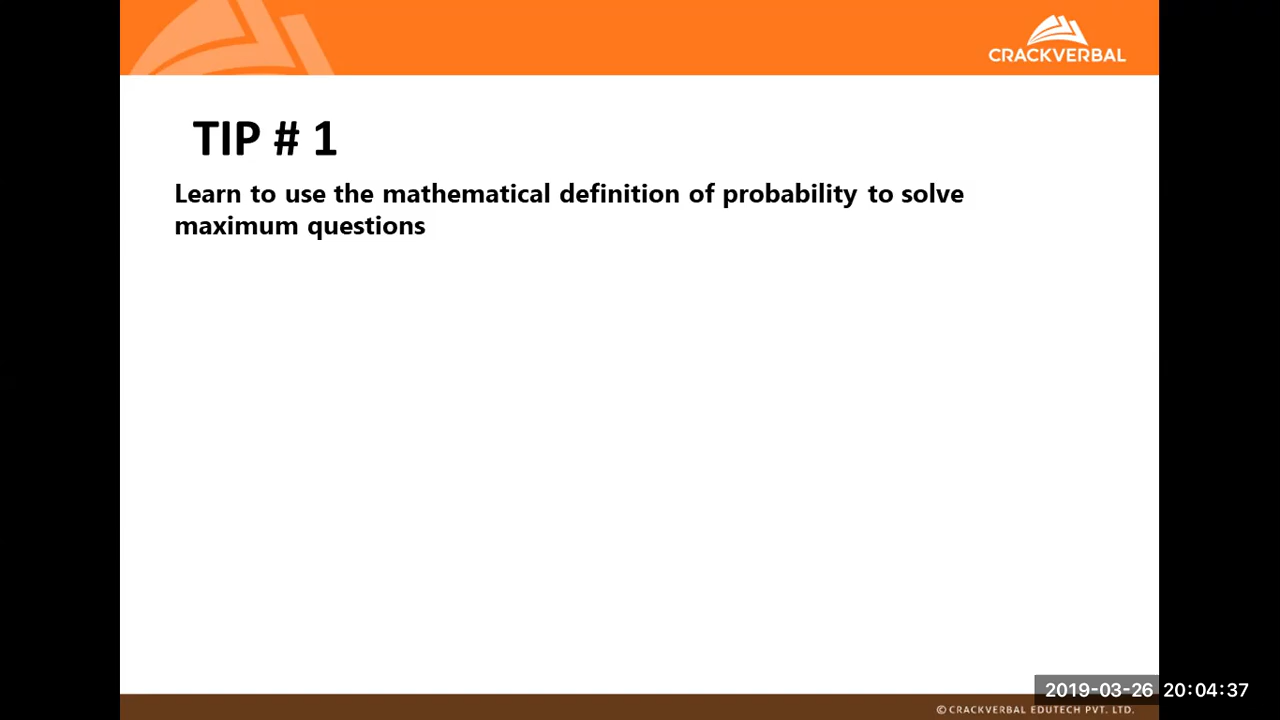 CRACKVERBAL
TIP # 1
Learn to use the mathematical definition of probability to solve
maximum questions
2019-03-26 20:04:37
© CRACKVERBAL EDUTECH PVT. LTD.